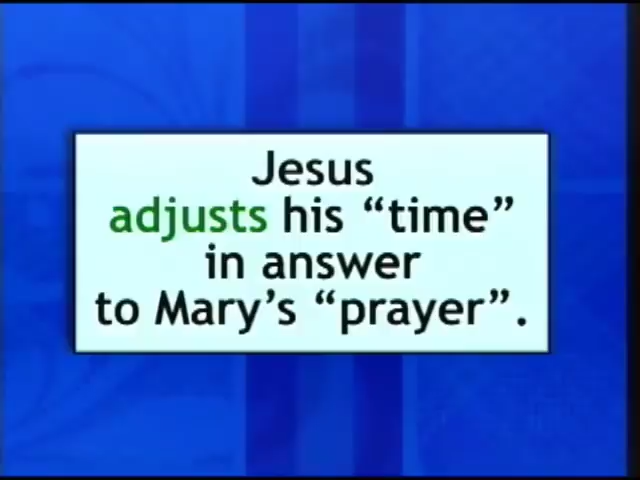 Jesus
adjusts his “time”
in answer
to Mary’s “prayer”.